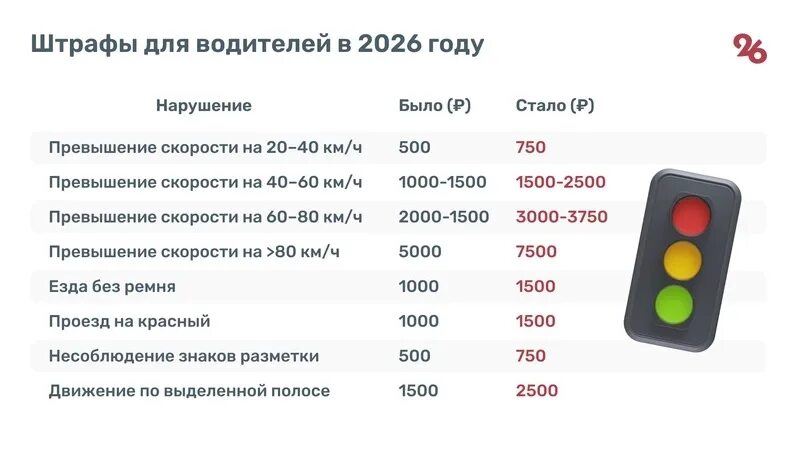 Штрафы для водителей в 2026 году
26
Нарушение Было (₽) Стало (₽)
Превышение скорости на 20–40 км/ч 500 750
Превышение скорости на 40–60 км/ч 1000-1500 1500-2500
Превышение скорости на 60–80 км/ч 2000-1500 3000-3750
Превышение скорости на >80 км/ч 5000 7500
Езда без ремня 1000 1500
Проезд на красный 1000 1500
Несоблюдение знаков разметки 500 750
Движение по выделенной полосе 1500 2500